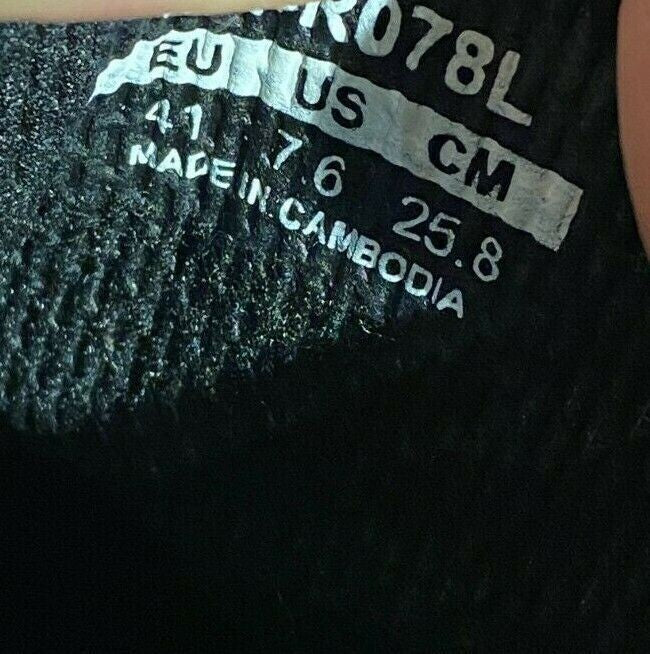 R078L
EU US CM
41 7.6 25.8
MADE IN CAMBODIA